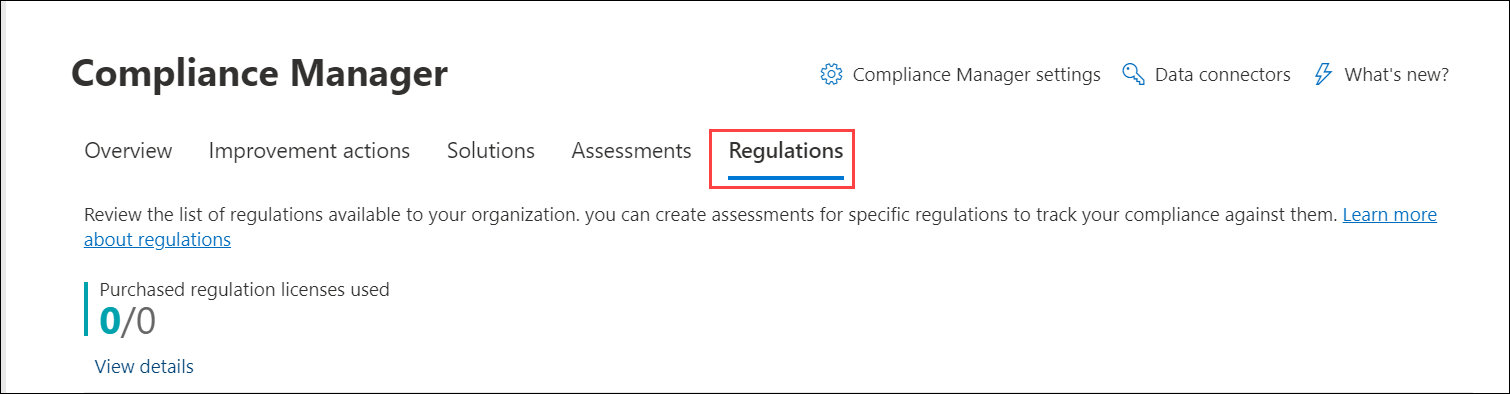 Compliance Manager
Compliance Manager settings
Data connectors
What's new?
Overview
Improvement actions
Solutions
Assessments
Regulations
Review the list of regulations available to your organization. you can create assessments for specific regulations to track your compliance against them. Learn more
about regulations
Purchased regulation licenses used
0/0
View details